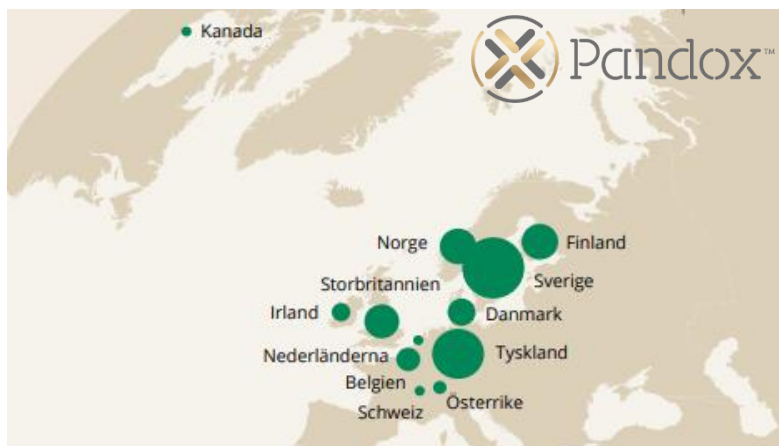 Kanada
Pandox™
Norge
Finland
Sverige
Storbritannien
Irland
Danmark
Nederländerna
Tyskland
Belgien
Österrike
Schweiz